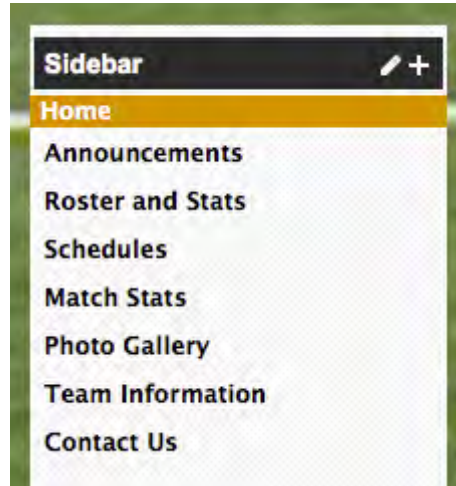 Sidebar
Home
Announcements
Roster and Stats
Schedules
Match Stats
Photo Gallery
Team Information
Contact Us